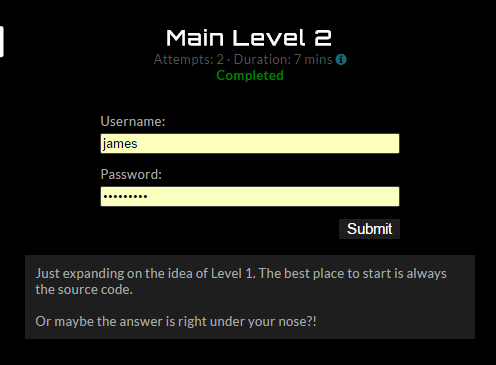 Main Level 2
Attempts: 2 · Duration: 7 mins
Completed
Username:
james
Password:
•••••••••
Submit
Just expanding on the idea of Level 1. The best place to start is always
the source code.
Or maybe the answer is right under your nose?!